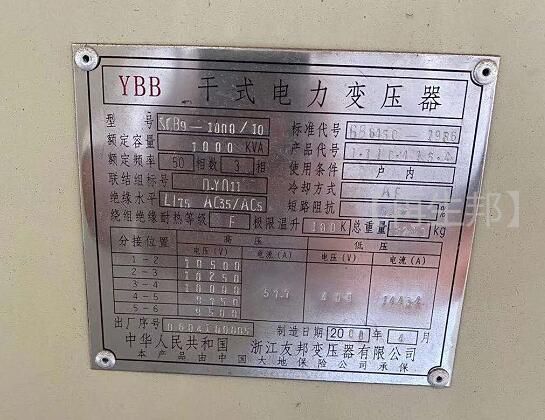 YBB 干式电力变压器
型号 SCB9-1000/10 标准代号 GB6450 1986
额定容量 1000 KVA 产品代号
额定频率 50 相数 3 相 使用条件 户内
联结组标号 D.Y011 冷却方式 AF
绝缘水平 LI75 AC35/AC5 短路阻抗
绕组绝缘耐热等级 F 极限温升 100K 总重量 kg
分接位置 高压 低压
电压(V) 电流(A) 电压(V) 电流(A)
1-2 10500
2-3 10250
3-4 10000 57.7 400 1443.4
4-5 9750
5-6 9500
出厂序号 制造日期 20 年 月
中华人民共和国 浙江友邦变压器有限公司
本产品由中国大地保险公司承保